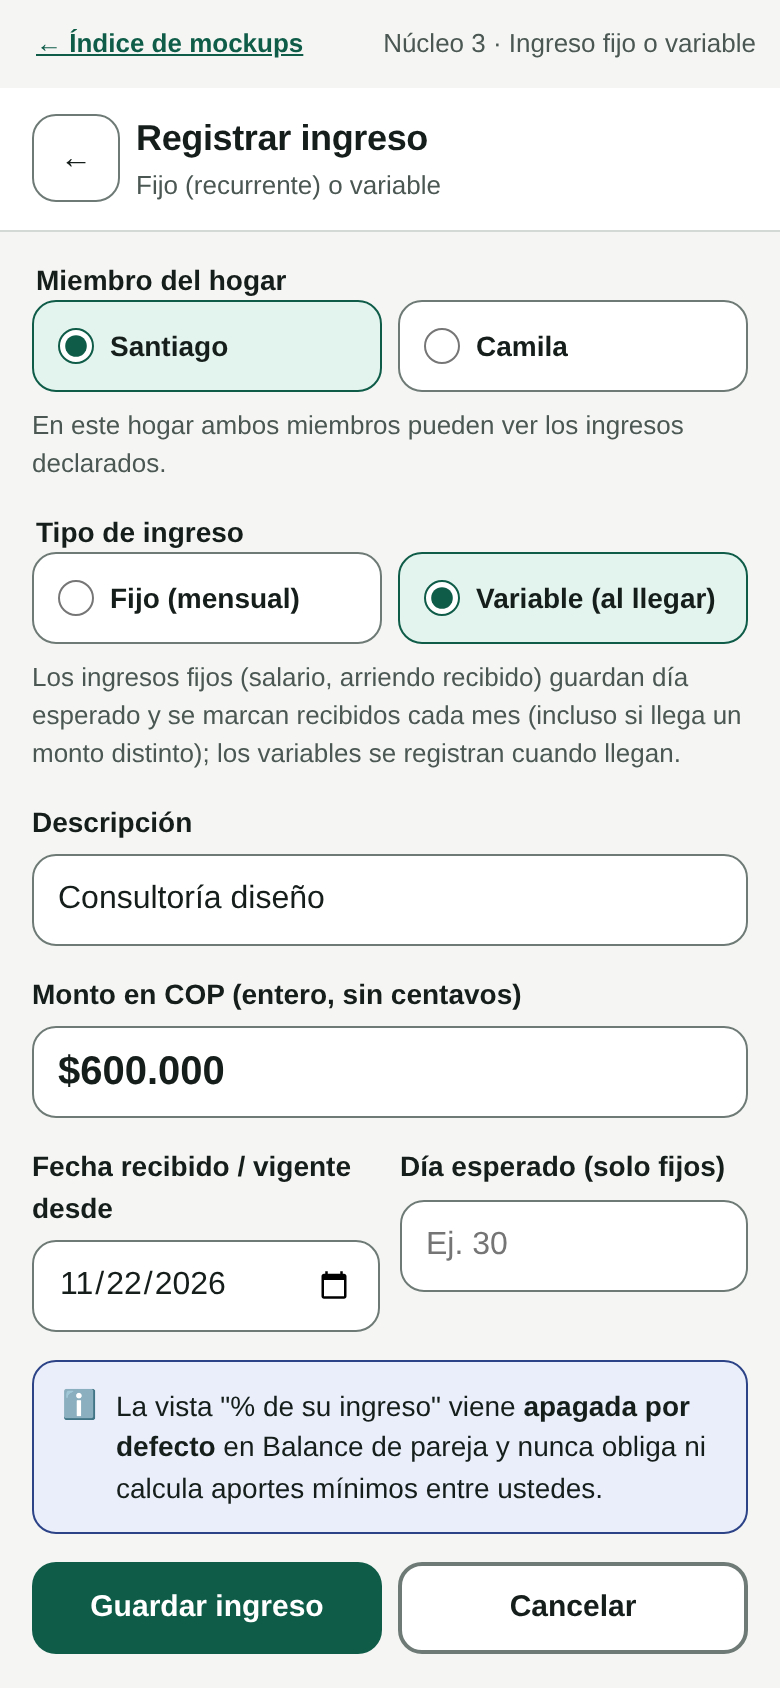 ← Índice de mockups
Núcleo 3 · Ingreso fijo o variable
←
Registrar ingreso
Fijo (recurrente) o variable
Miembro del hogar
Santiago
Camila
En este hogar ambos miembros pueden ver los ingresos
declarados.
Tipo de ingreso
Fijo (mensual)
Variable (al llegar)
Los ingresos fijos (salario, arriendo recibido) guardan día
esperado y se marcan recibidos cada mes (incluso si llega un
monto distinto); los variables se registran cuando llegan.
Descripción
Consultoría diseño
Monto en COP (entero, sin centavos)
$600.000
Fecha recibido / vigente
desde
11/22/2026
Día esperado (solo fijos)
Ej. 30
ℹ️
La vista "% de su ingreso" viene apagada por
defecto en Balance de pareja y nunca obliga ni
calcula aportes mínimos entre ustedes.
Guardar ingreso
Cancelar